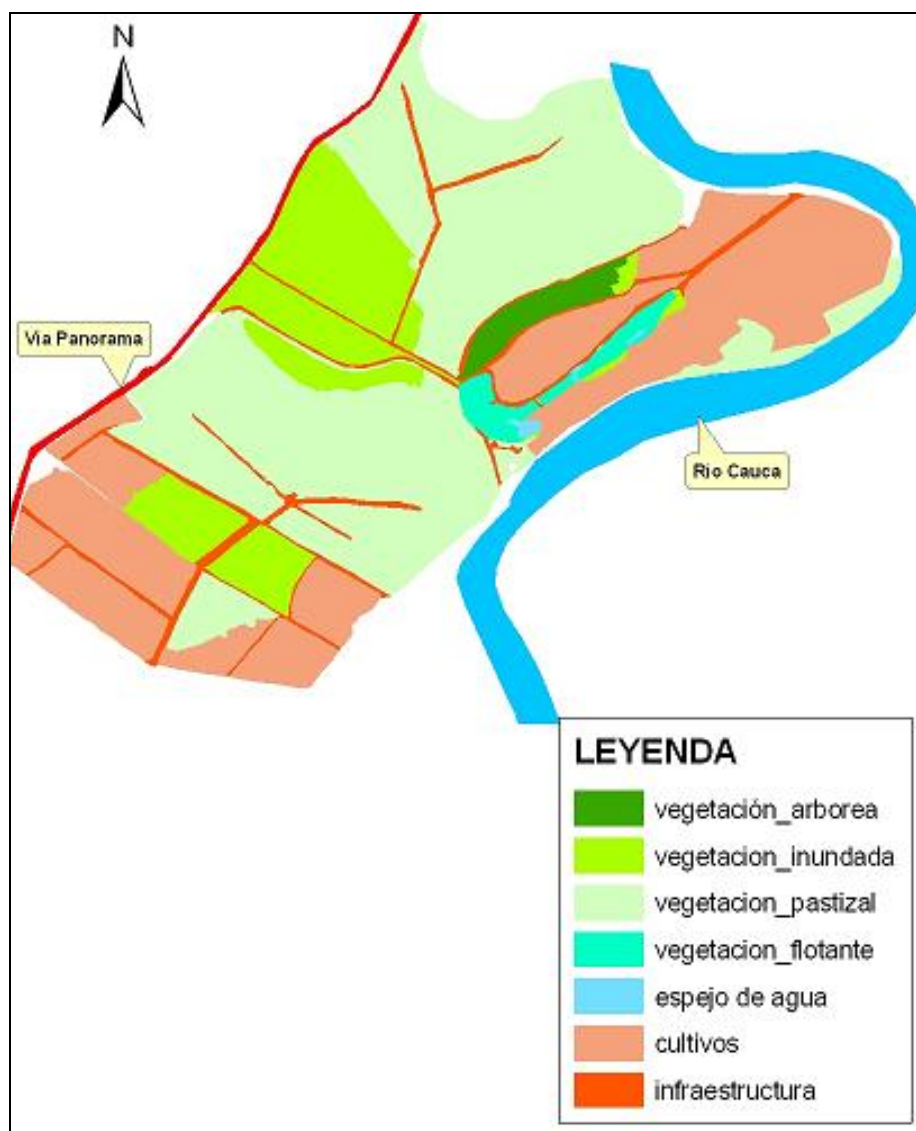 N
Via Panorama
Rio Cauca
LEYENDA
vegetación_arborea
vegetacion_inundada
vegetacion_pastizal
vegetacion_flotante
espejo de agua
cultivos
infraestructura